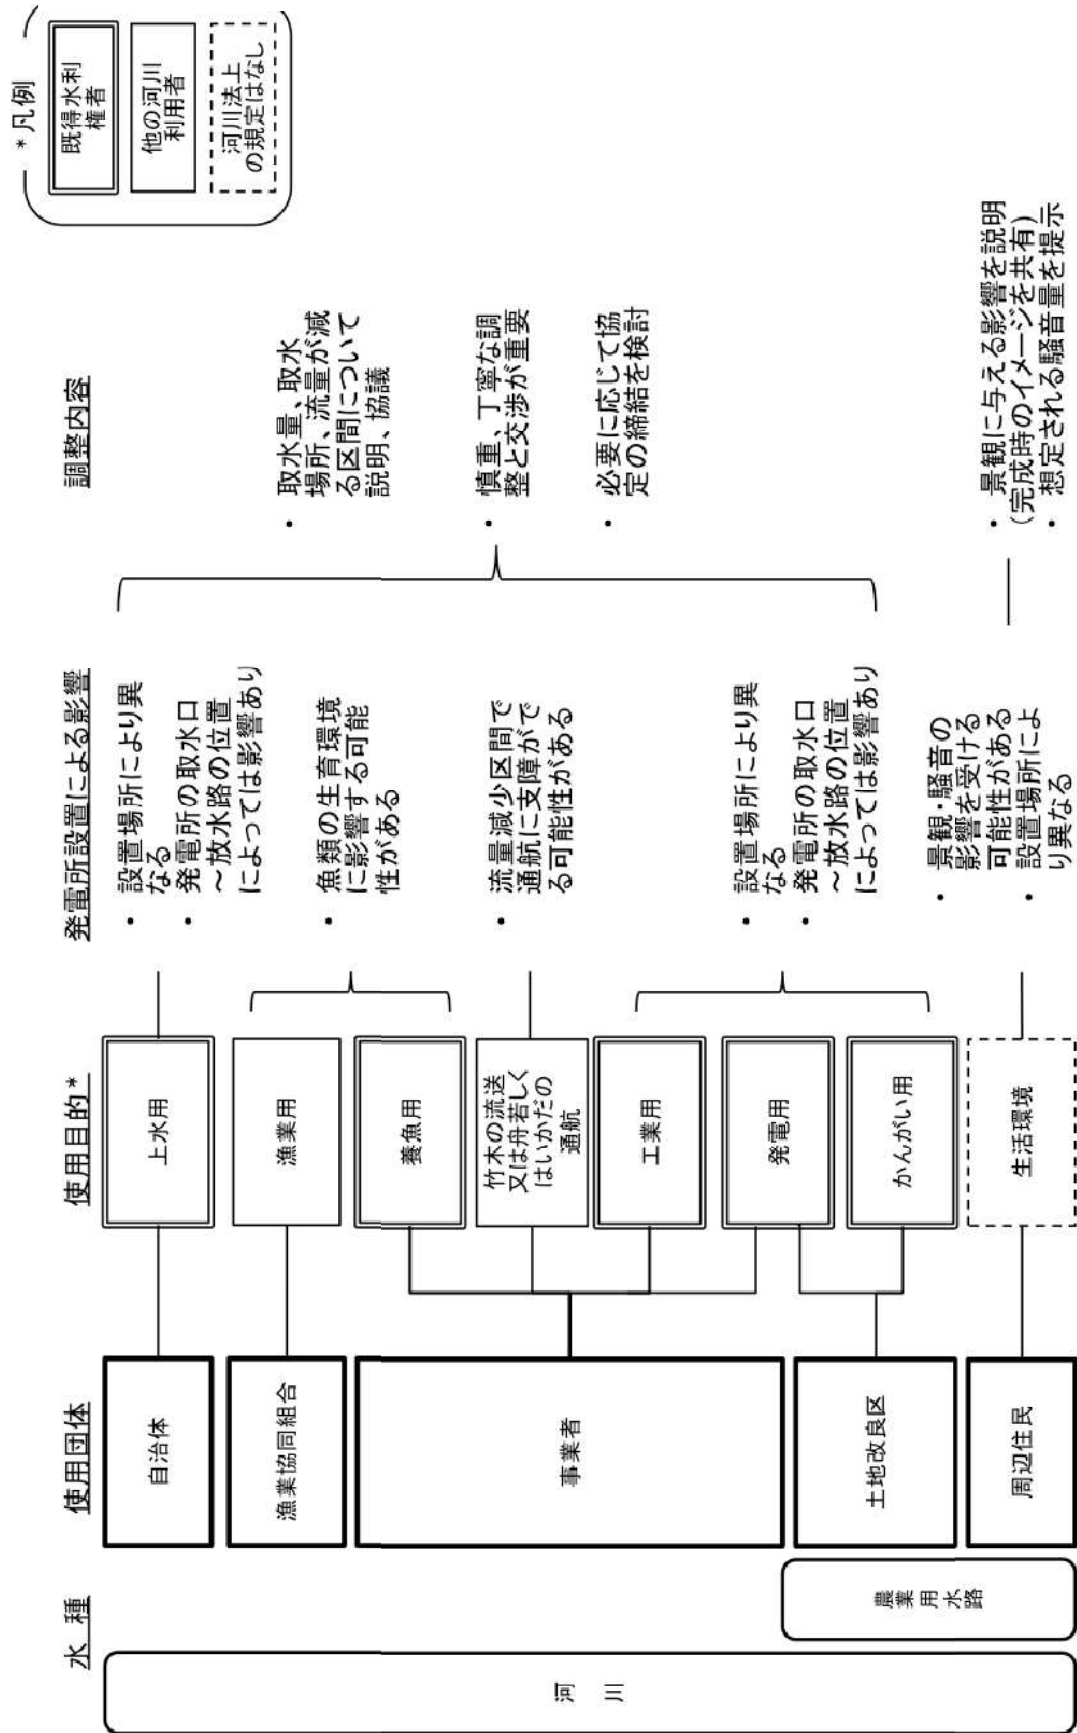 *凡例
既得水利
権者
他の河川
利用者
河川法上
の規定はなし
水 種
使用団体
使用目的*
発電所設置による影響
調整内容
河 川
農業用水路
自治体
漁業協同組合
事業者
土地改良区
周辺住民
上水用
漁業用
養魚用
竹木の流送
又は舟若しく
はいかだの
通航
工業用
発電用
かんがい用
生活環境
・ 設置場所により異
なる
・ 発電所の取水口
~放水路の位置
によっては影響あり
・ 魚類の生育環境
に影響する可能
性がある
・ 流量減少区間で
通航に支障がで
る可能性がある
・ 設置場所により異
なる
・ 発電所の取水口
~放水路の位置
によっては影響あり
・ 景観・騒音の
影響を受ける
可能性がある
・ 設置場所によ
り異なる
・ 取水量、取水
場所、流量が減
る区間について
説明、協議
・ 慎重、丁寧な調
整と交渉が重要
・ 必要に応じて協
定の締結を検討
・ 景観に与える影響を説明
(完成時のイメージを共有)
・ 想定される騒音量を提示